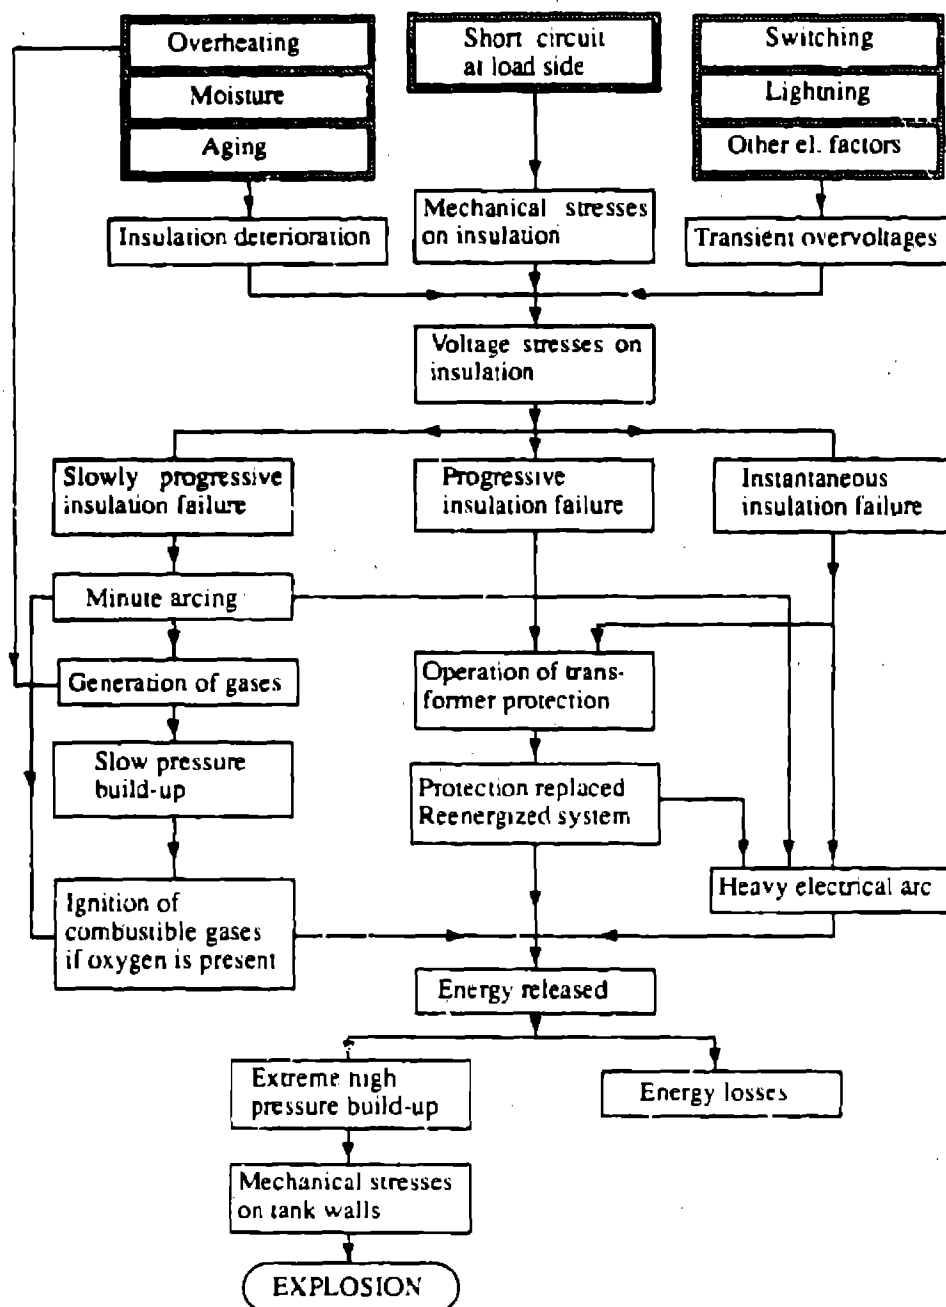 Overheating
Moisture
Aging
Short circuit
at load side
Switching
Lightning
Other el. factors
Insulation deterioration
Mechanical stresses
on insulation
Transient overvoltages
Voltage stresses on
insulation
Slowly progressive
insulation failure
Progressive
insulation failure
Instantaneous
insulation failure
Minute arcing
Generation of gases
Operation of trans-
former protection
Slow pressure
build-up
Protection replaced
Reenergized system
Heavy electrical arc
Ignition of
combustible gases
if oxygen is present
Energy released
Extreme high
pressure build-up
Energy losses
Mechanical stresses
on tank walls
EXPLOSION